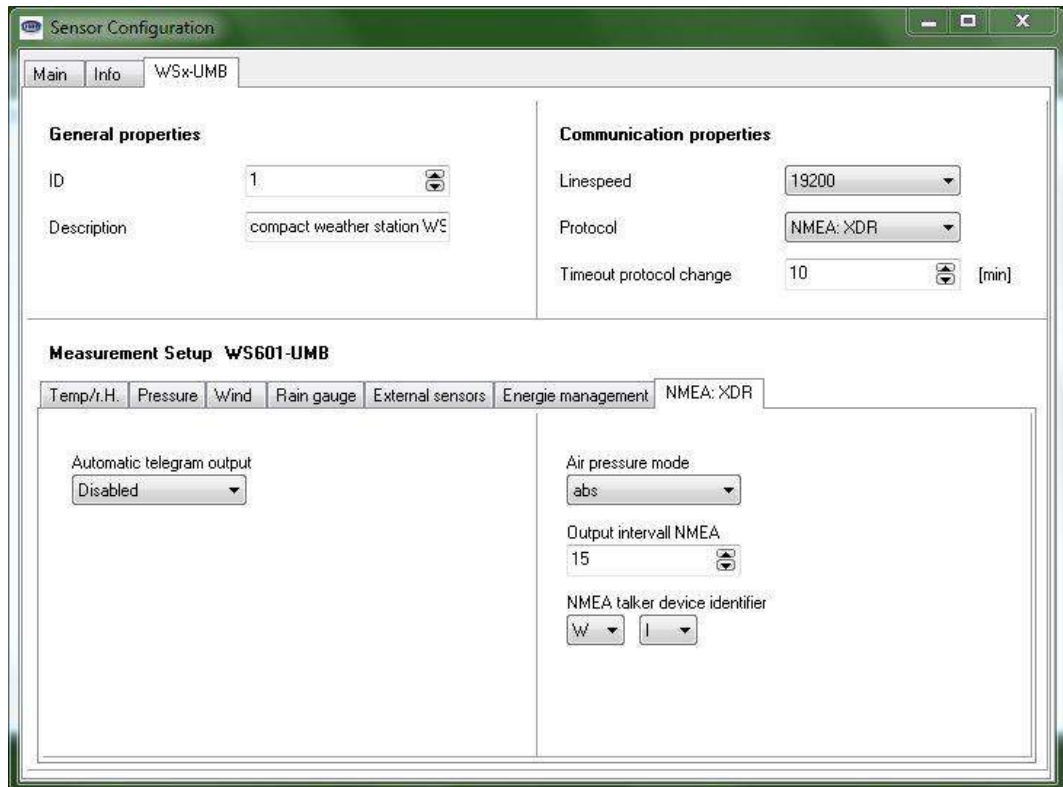 Sensor Configuration
Main Info WSx-UMB
General properties
ID 1
Description compact weather station WS
Communication properties
Linespeed 19200
Protocol NMEA: XDR
Timeout protocol change 10 [min]
Measurement Setup WS601-UMB
Temp/r.H. Pressure Wind Rain gauge External sensors Energie management NMEA: XDR
Automatic telegram output
Disabled
Air pressure mode
abs
Output intervall NMEA
15
NMEA talker device identifier
W I